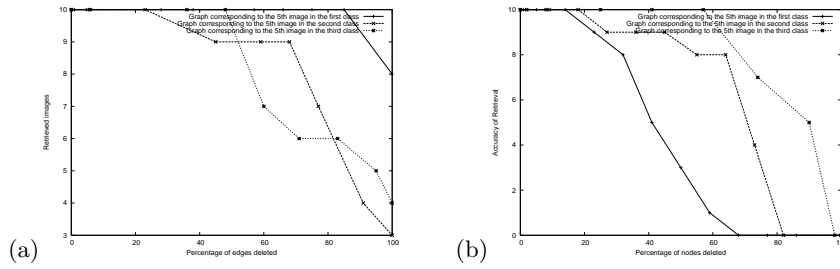 Graph corresponding to the 5th image in the first class
Graph corresponding to the 5th image in the second class
Graph corresponding to the 5th image in the third class
10
9
8
7
6
5
4
3
Retrieved images
0 20 40 60 80 100
Percentage of edges deleted
(a)
Graph corresponding to the 5th image in the first class
Graph corresponding to the 5th image in the second class
Graph corresponding to the 5th image in the third class
10
8
6
4
2
0
Accuracy of Retrieval
0 20 40 60 80 100
Percentage of nodes deleted
(b)